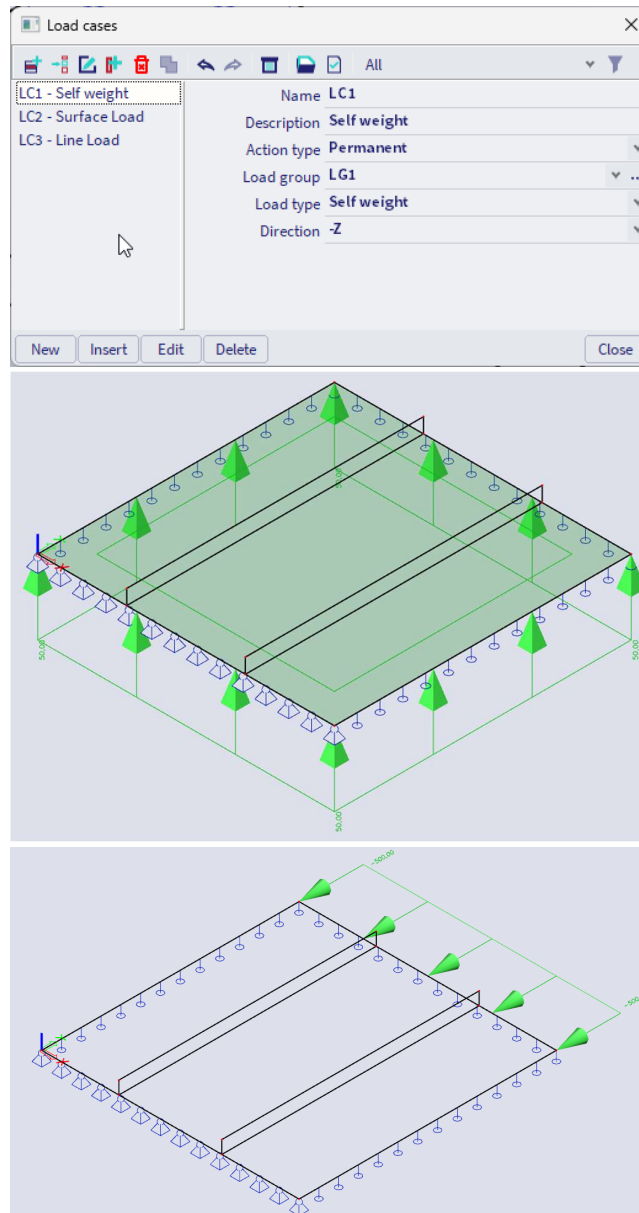 Load cases
All
LC1 - Self weight
LC2 - Surface Load
LC3 - Line Load
Name LC1
Description Self weight
Action type Permanent
Load group LG1
Load type Self weight
Direction -Z
New Insert Edit Delete Close
50.00
50.00
50.00
50.00
-500.00